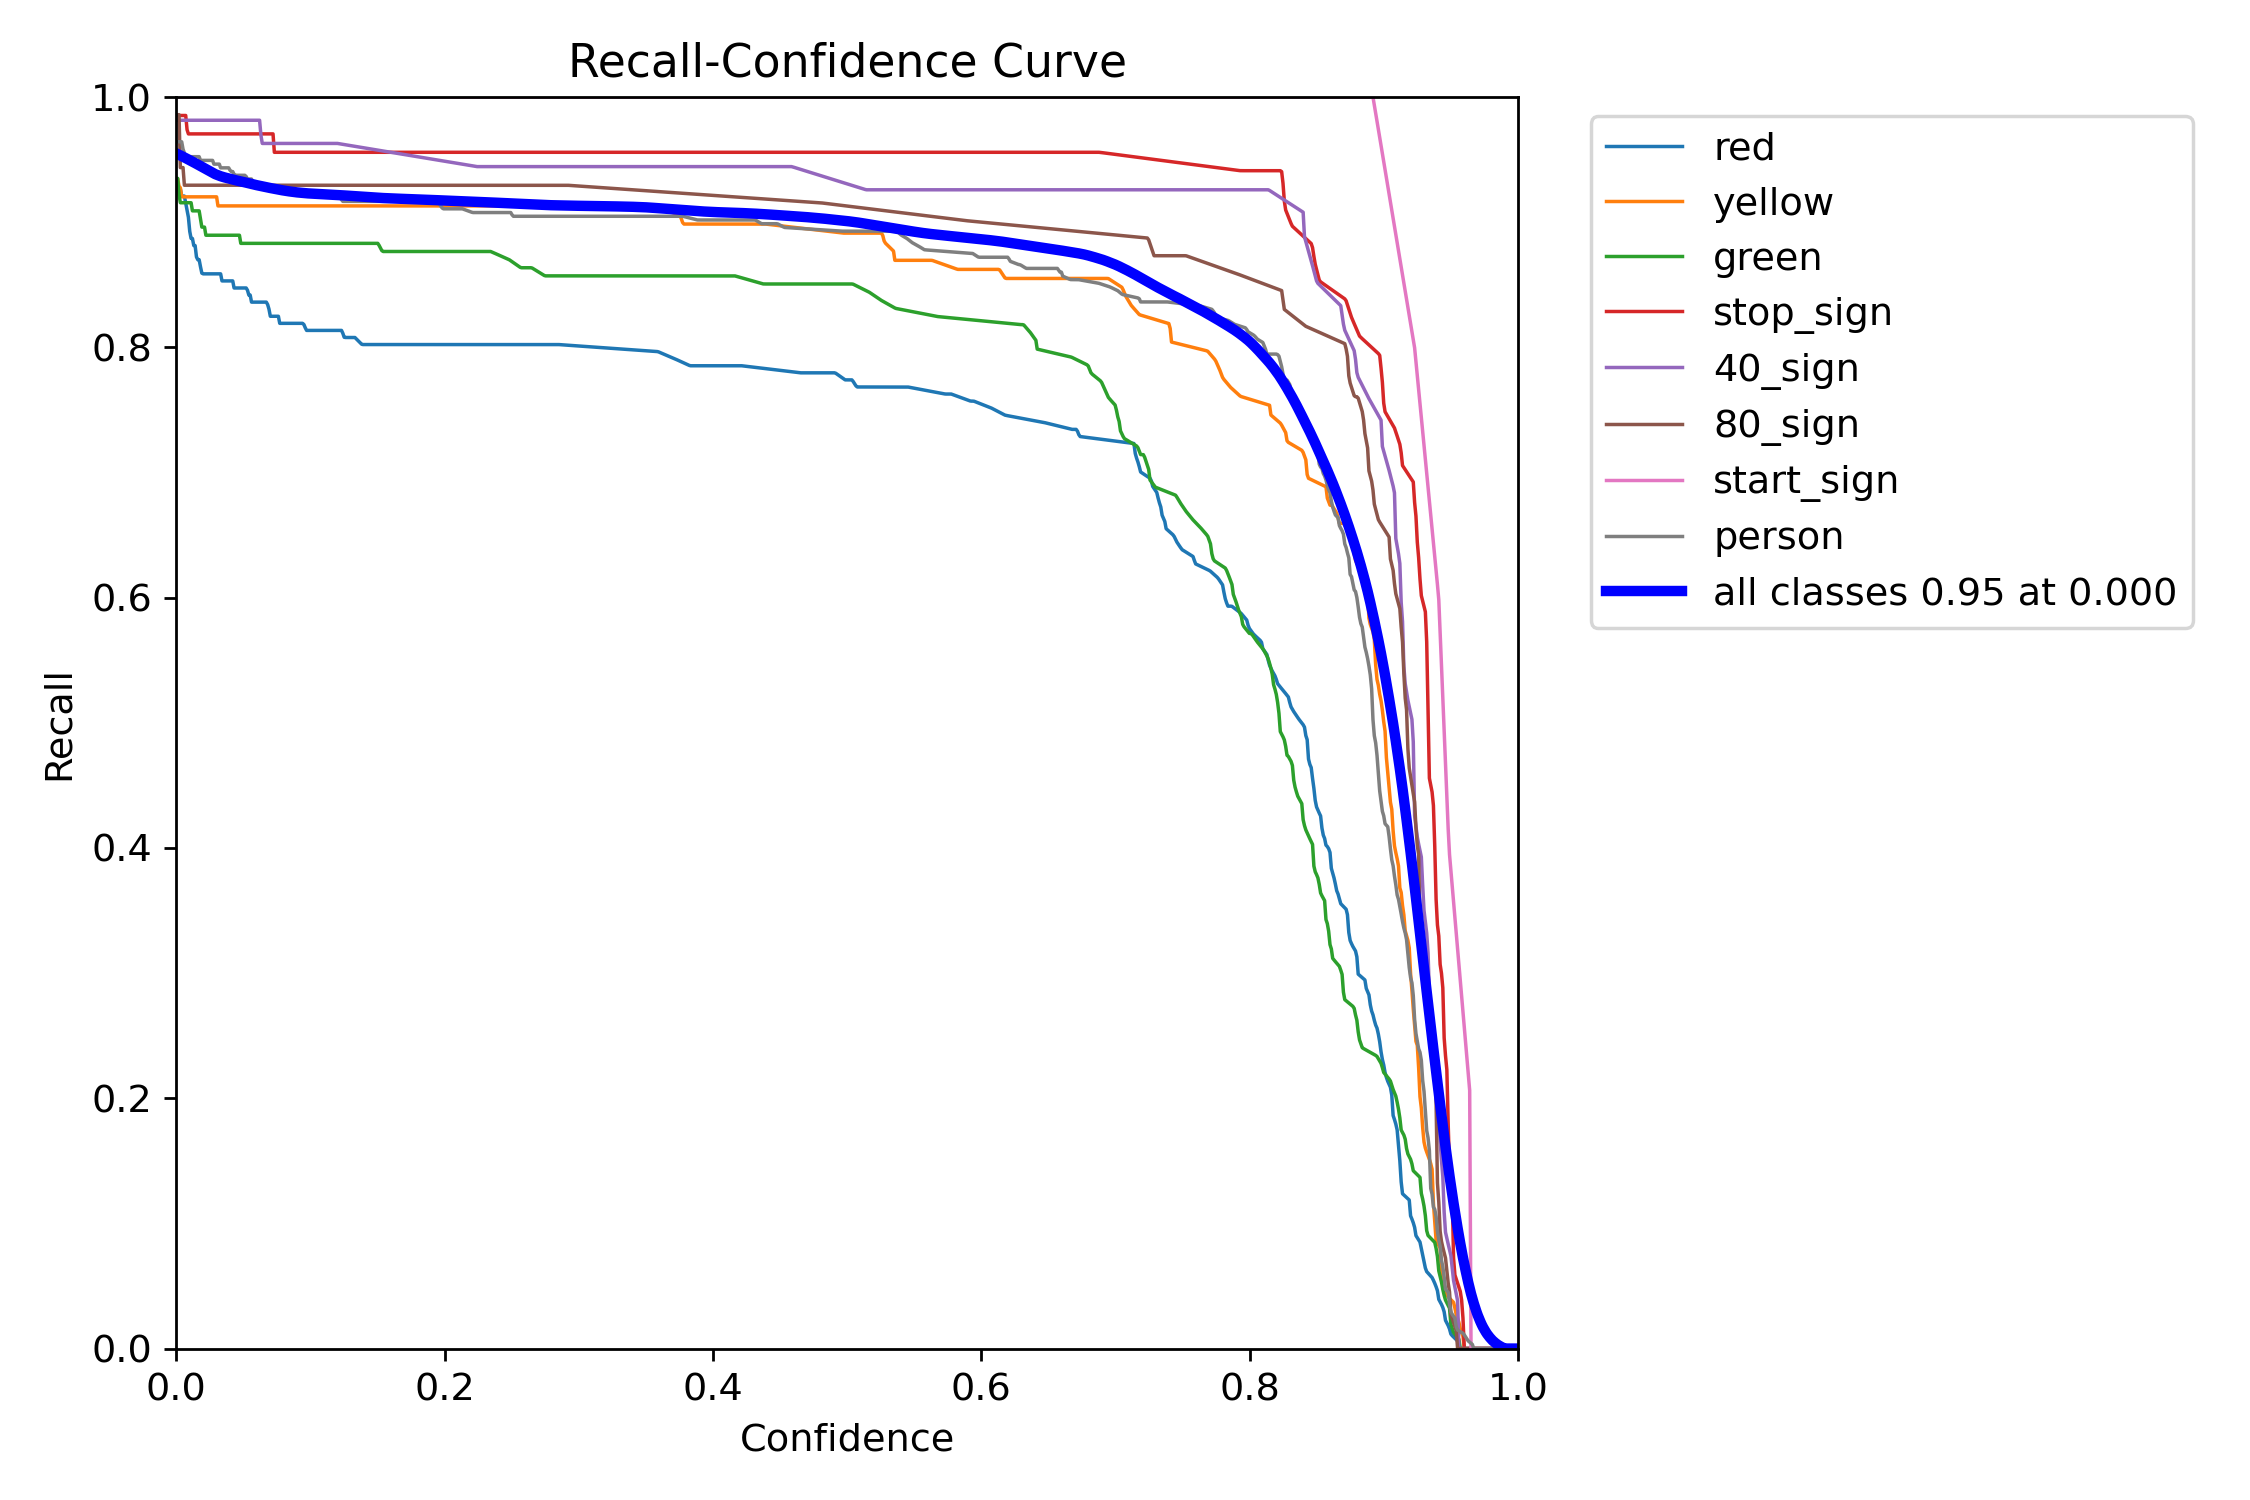 Recall-Confidence Curve
1.0
0.8
0.6
0.4
0.2
0.0
Recall
0.0 0.2 0.4 0.6 0.8 1.0
Confidence
red
yellow
green
stop_sign
40_sign
80_sign
start_sign
person
all classes 0.95 at 0.000